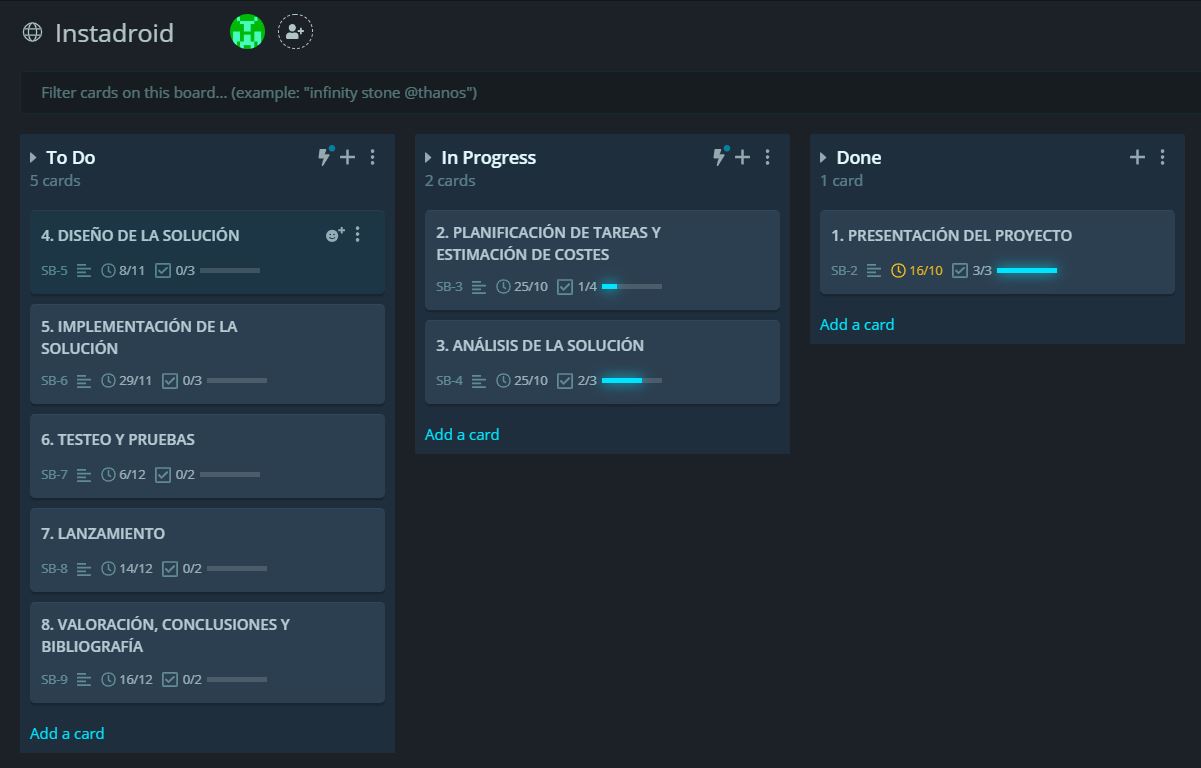 Instadroid
Filter cards on this board... (example: "infinity stone @thanos")
To Do
5 cards
4. DISEÑO DE LA SOLUCIÓN
SB-5 8/11 0/3
5. IMPLEMENTACIÓN DE LA
SOLUCIÓN
SB-6 29/11 0/3
6. TESTEO Y PRUEBAS
SB-7 6/12 0/2
7. LANZAMIENTO
SB-8 14/12 0/2
8. VALORACIÓN, CONCLUSIONES Y
BIBLIOGRAFÍA
SB-9 16/12 0/2
Add a card
In Progress
2 cards
2. PLANIFICACIÓN DE TAREAS Y
ESTIMACIÓN DE COSTES
SB-3 25/10 1/4
3. ANÁLISIS DE LA SOLUCIÓN
SB-4 25/10 2/3
Add a card
Done
1 card
1. PRESENTACIÓN DEL PROYECTO
SB-2 16/10 3/3
Add a card